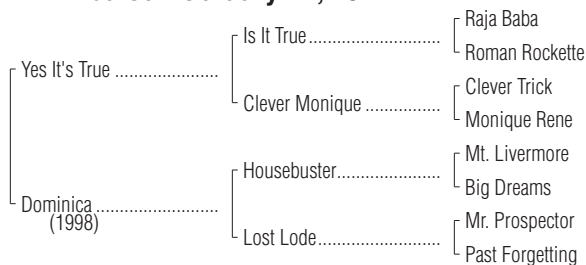 Raja Baba
Is It True
Roman Rockette
Yes It's True
Clever Trick
Clever Monique
Monique Rene
Mt. Livermore
Housebuster
Big Dreams
Dominica
(1998)
Mr. Prospector
Lost Lode
Past Forgetting